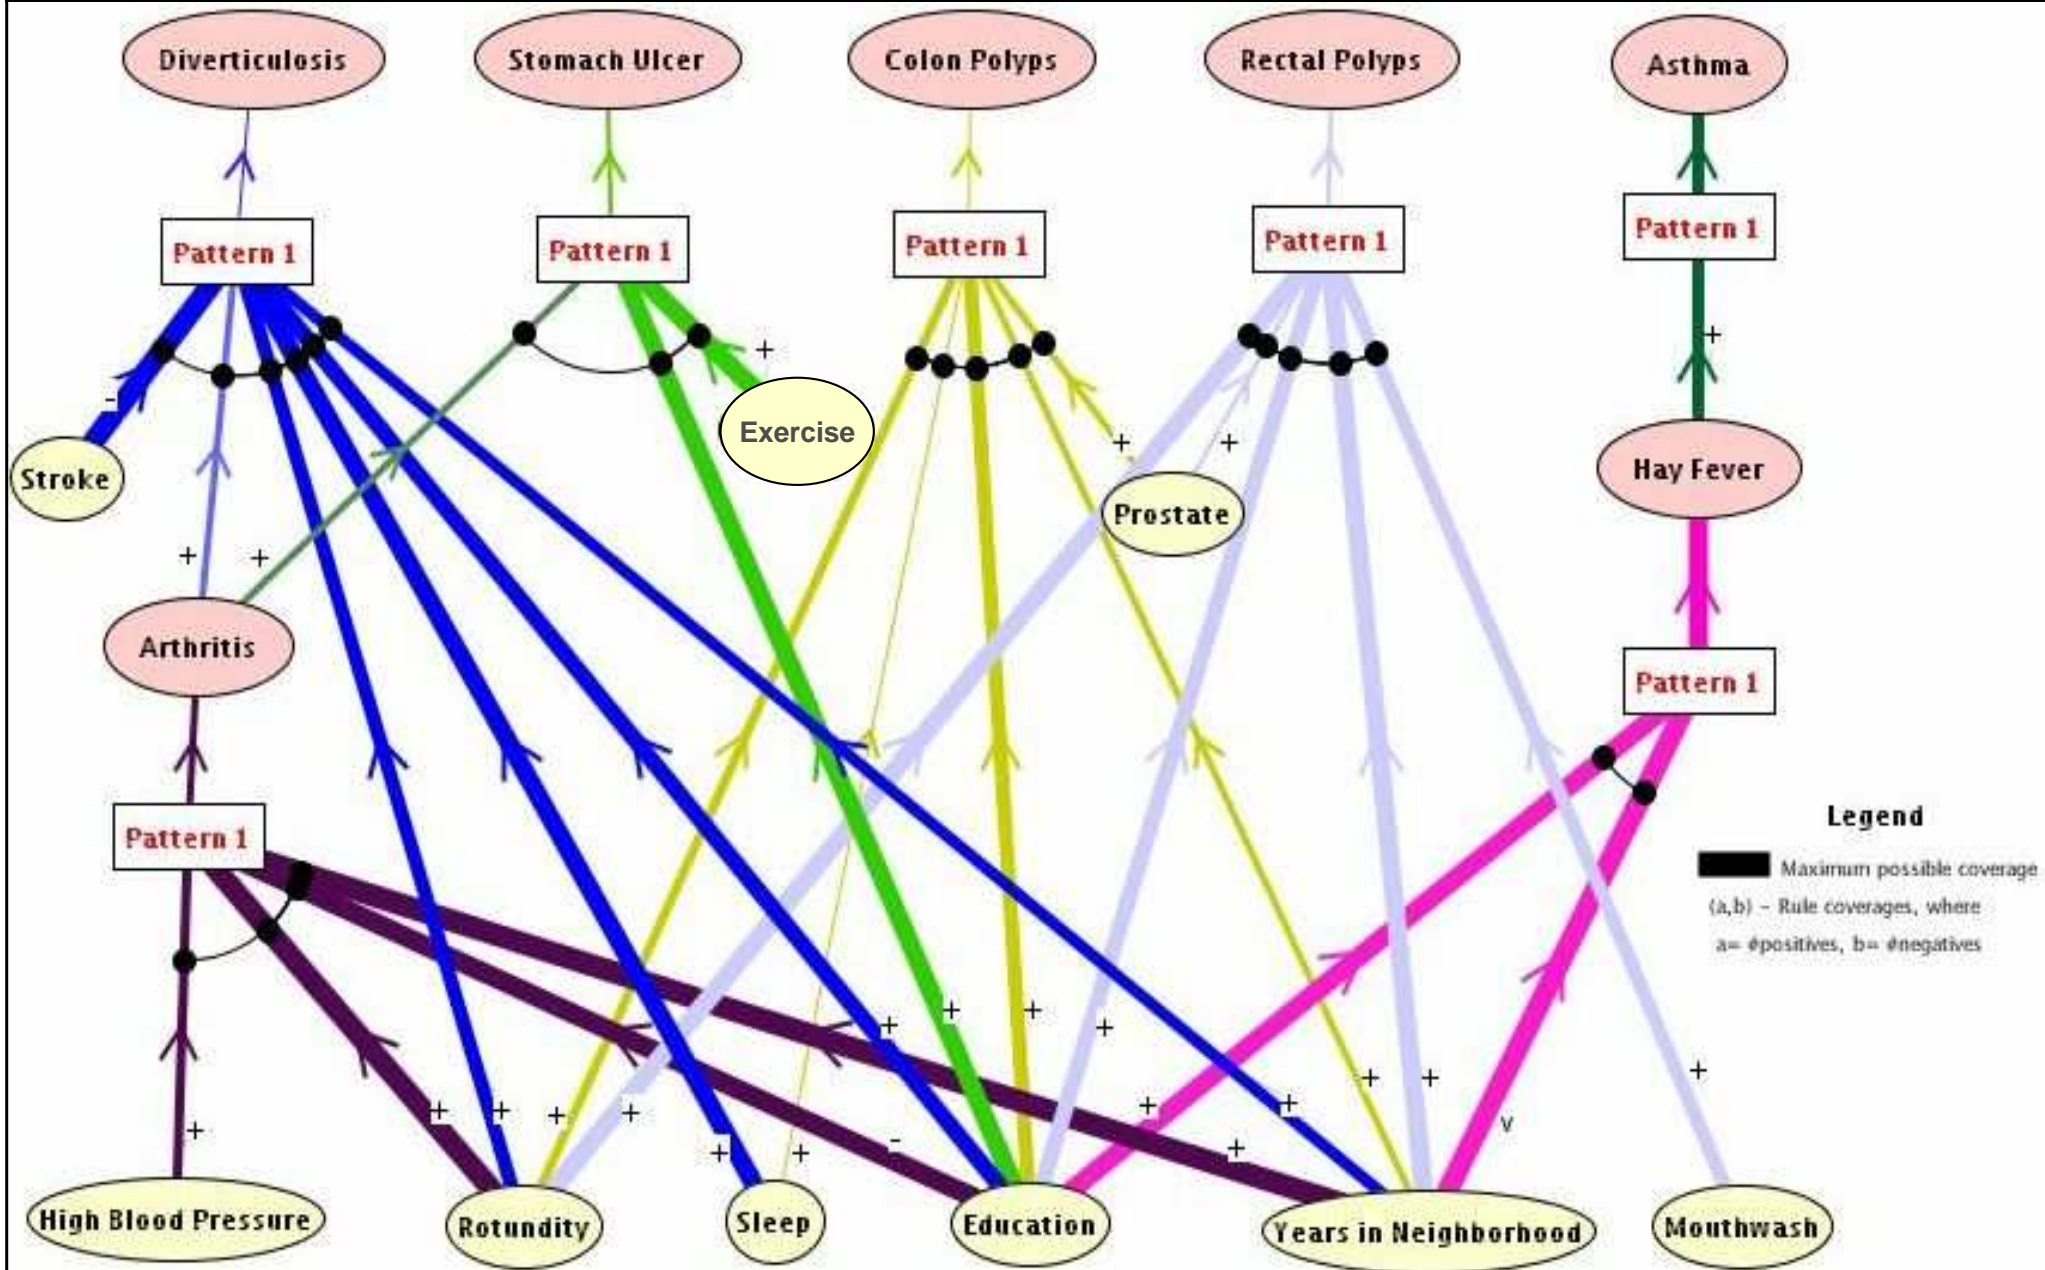 Diverticulosis
Stomach Ulcer
Colon Polyps
Rectal Polyps
Asthma
Pattern 1
Pattern 1
Pattern 1
Pattern 1
Pattern 1
+
+
-
Exercise
+
+
Stroke
Hay Fever
Prostate
+
+
Arthritis
Pattern 1
Pattern 1
Legend
Maximum possible coverage
(a,b) - Rule coverages, where
a= #positives, b= #negatives
+
+
+
+
+
+
+
+
+
+
+
+
+
+
v
+
-
+
+
+
High Blood Pressure
Rotundity
Sleep
Education
Years in Neighborhood
Mouthwash